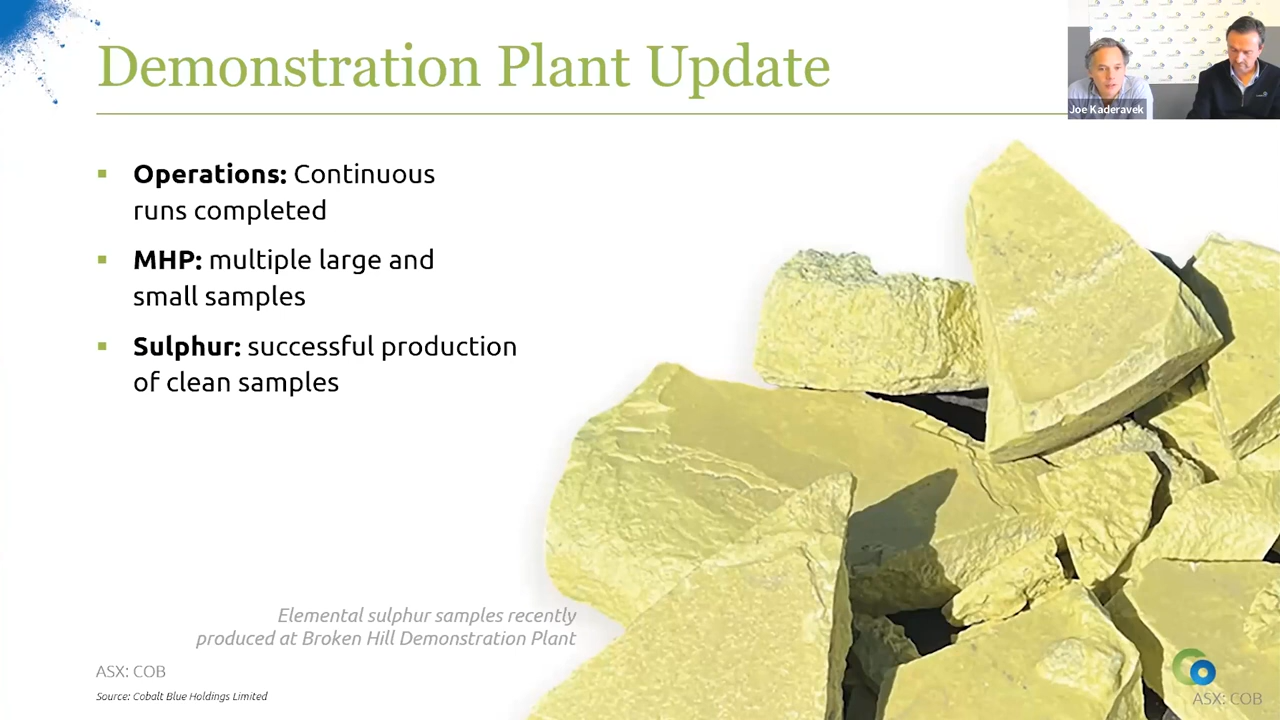 Demonstration Plant Update
Joe Kaderavek
Operations: Continuous
runs completed
MHP: multiple large and
small samples
Sulphur: successful production
of clean samples
Elemental sulphur samples recently
produced at Broken Hill Demonstration Plant
ASX: COB
Source: Cobalt Blue Holdings Limited
ASX: COB